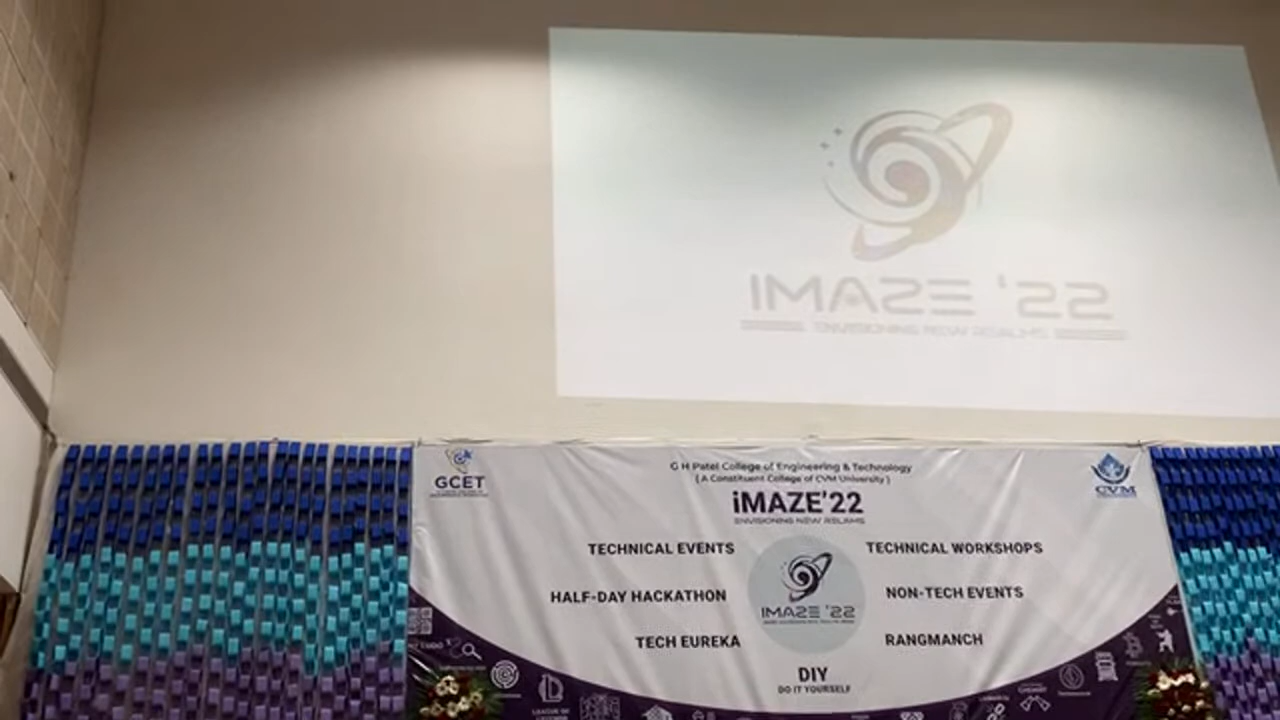 IMAZE '22
ENVISIONING NEW REALMS
GCET
G H Patel College of Engineering & Technology
( A Constituent College of CVM University )
CVM
iMAZE'22
ENVISIONING NEW RELAMS
TECHNICAL EVENTS
TECHNICAL WORKSHOPS
HALF-DAY HACKATHON
NON-TECH EVENTS
IMAZE '22
TECH EUREKA
RANGMANCH
DIY
DO IT YOURSELF